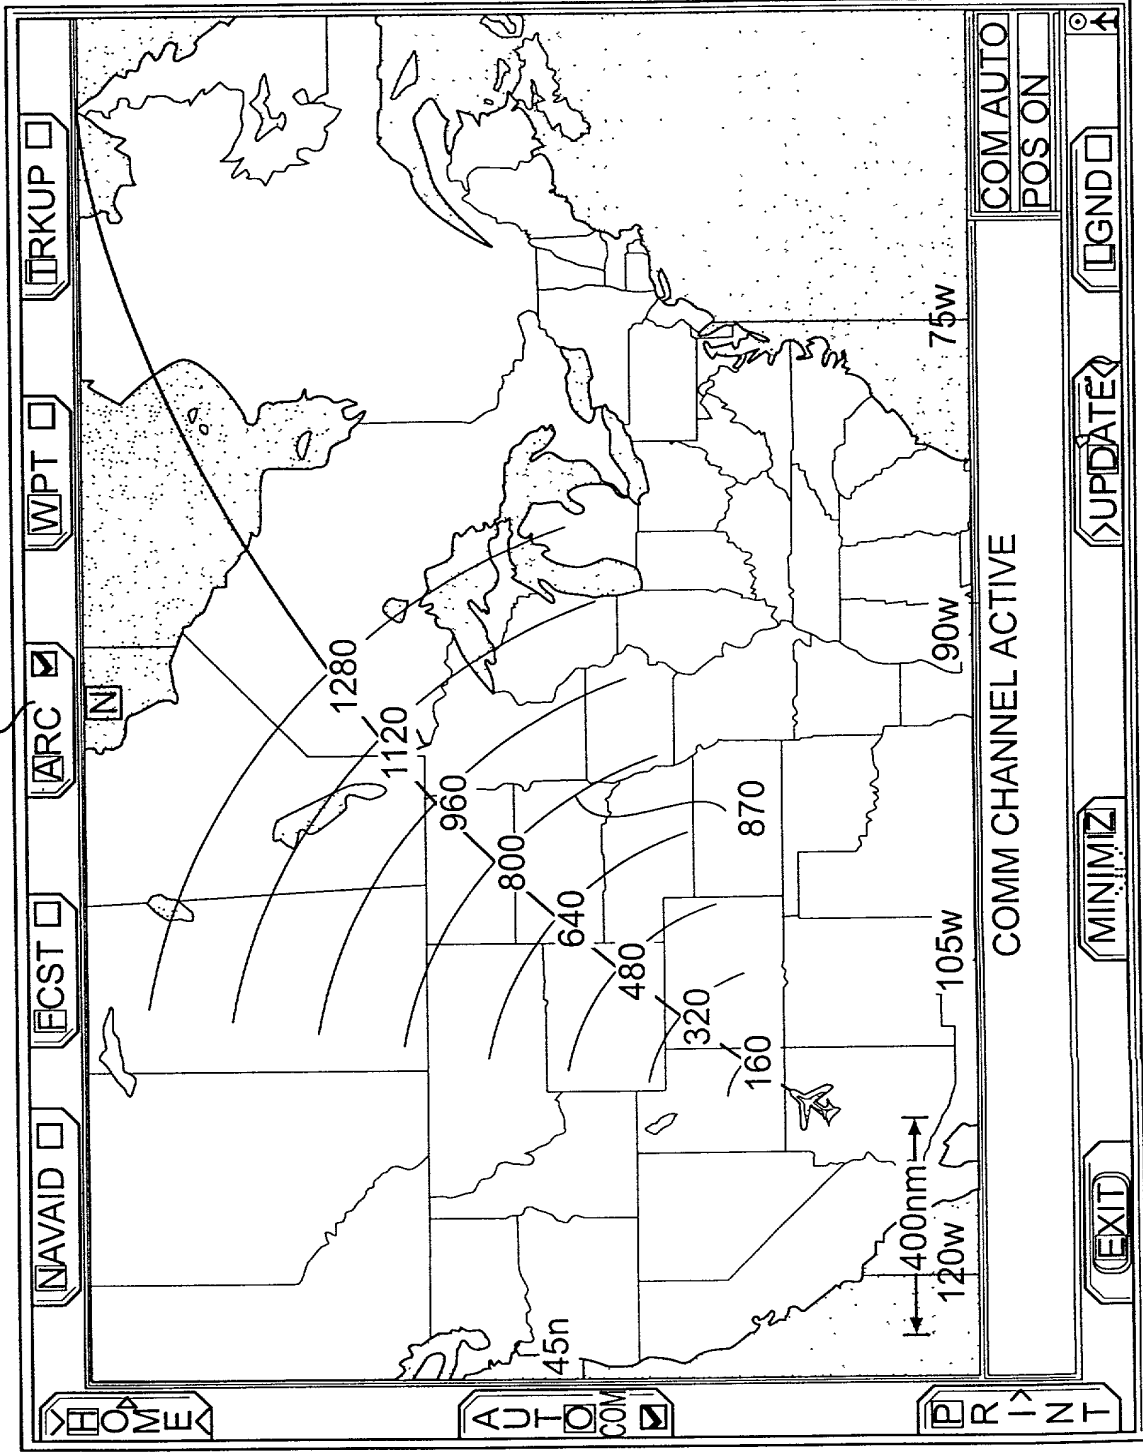 >HOME<
NAVAID
FCST
ARC
WPT
TRKUP
N
AUTO
COM
1280
1120
960
800
640
480
320
160
870
45n
400nm
120w
105w
90w
75w
PRINT
COMM CHANNEL ACTIVE
COM AUTO
POS ON
EXIT
MINIMIZ
>UPDATE<
LGND